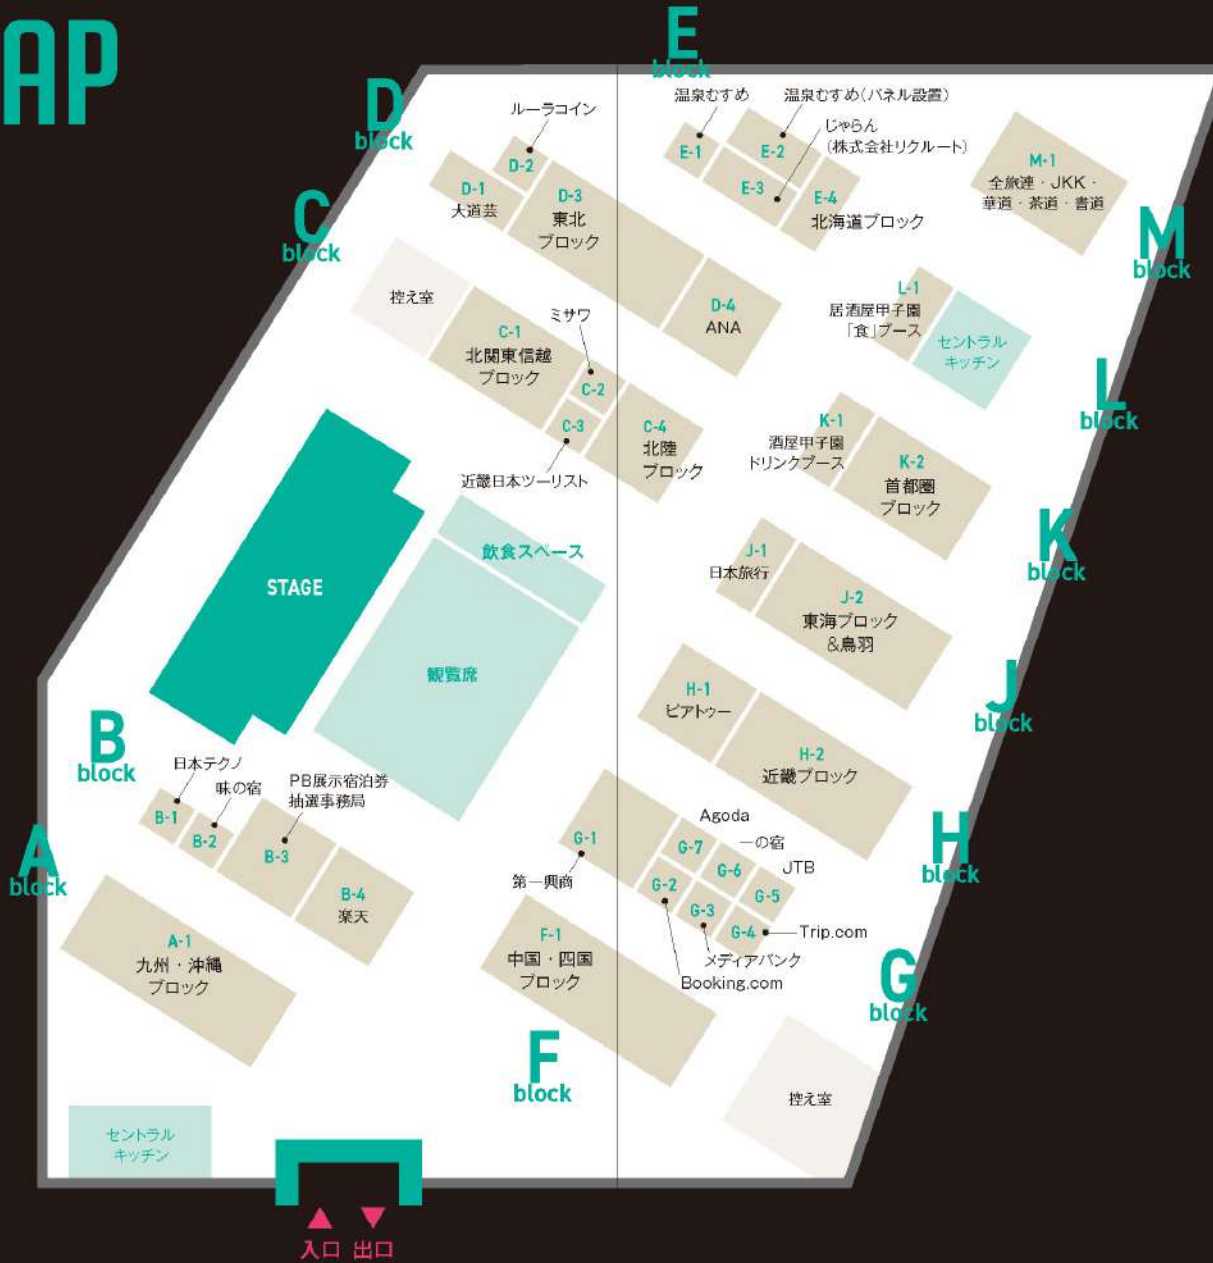 AP
E
block
D
block
C
block
M
block
L
block
K
block
J
block
H
block
G
block
F
block
B
block
A
block
温泉むすめ
E-1
温泉むすめ(パネル設置)
E-2
じゃらん
(株式会社リクルート)
E-3
E-4
北海道ブロック
M-1
全旅連・JKK・
華道・茶道・書道
ルーラコイン
D-2
D-1
大道芸
D-3
東北
ブロック
D-4
ANA
控え室
C-1
北関東信越
ブロック
ミサワ
C-2
C-3
近畿日本ツーリスト
C-4
北陸
ブロック
L-1
居酒屋甲子園
「食」ブース
セントラル
キッチン
K-1
酒屋甲子園
ドリンクブース
K-2
首都圏
ブロック
STAGE
飲食スペース
観覧席
J-1
日本旅行
J-2
東海ブロック
&鳥羽
H-1
ピアトゥー
H-2
近畿ブロック
日本テクノ
B-1
味の宿
B-2
PB展示宿泊券
抽選事務局
B-3
B-4
楽天
A-1
九州・沖縄
ブロック
G-1
第一興商
Agoda
G-7
一の宿
G-6
JTB
G-5
G-2
G-3
G-4
Trip.com
メディアバンク
Booking.com
F-1
中国・四国
ブロック
控え室
セントラル
キッチン
入口 出口